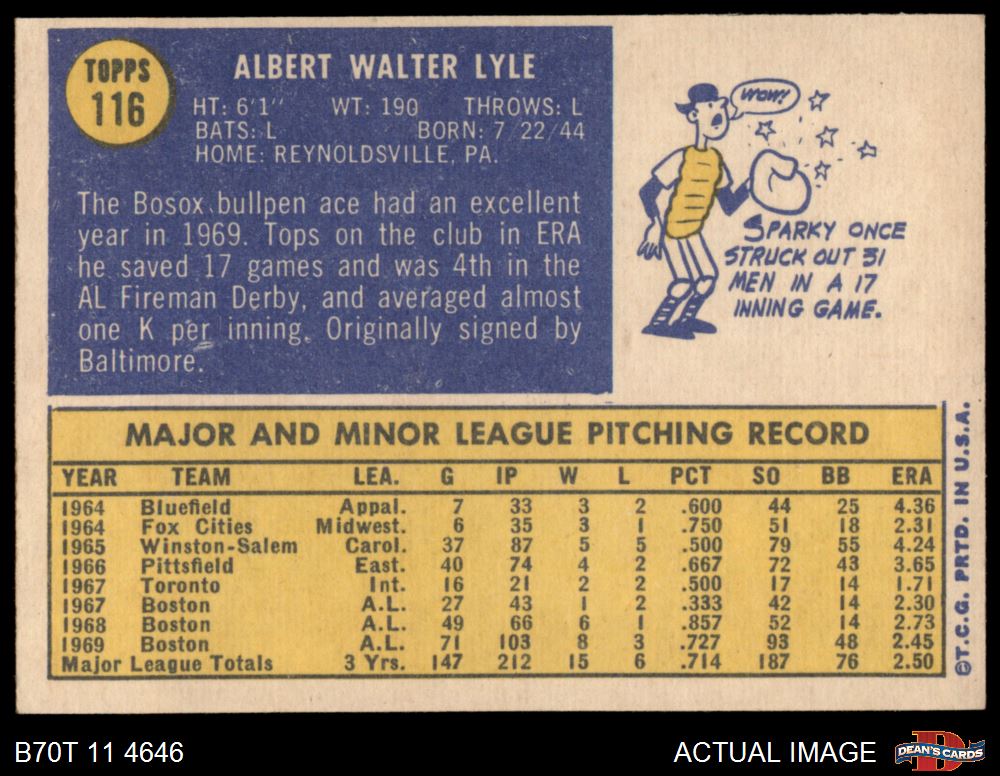 TOPPS
116
ALBERT WALTER LYLE
HT: 6'1" WT: 190 THROWS: L
BATS: L BORN: 7 22/44
HOME: REYNOLDSVILLE, PA.
The Bosox bullpen ace had an excellent
year in 1969. Tops on the club in ERA
he saved 17 games and was 4th in the
AL Fireman Derby, and averaged almost
one K per inning. Originally signed by
Baltimore.
WOW!
SPARKY ONCE
STRUCK OUT 31
MEN IN A 17
INNING GAME.
MAJOR AND MINOR LEAGUE PITCHING RECORD
YEAR TEAM LEA. G IP W L PCT SO BB ERA
1964 Bluefield Appal. 7 33 3 2 .600 44 25 4.36
1964 Fox Cities Midwest. 6 35 3 1 .750 51 18 2.31
1965 Winston-Salem Carol. 37 87 5 5 .500 79 55 4.24
1966 Pittsfield East. 40 74 4 2 .667 72 43 3.65
1967 Toronto Int. 16 21 2 2 .500 17 14 1.71
1967 Boston A.L. 27 43 1 2 .333 42 14 2.30
1968 Boston A.L. 49 66 6 1 .857 52 14 2.73
1969 Boston A.L. 71 103 8 3 .727 93 48 2.45
Major League Totals 3 Yrs. 147 212 15 6 .714 187 76 2.50
©T.C.G. PRTD. IN U.S.A.
B70T 11 4646
ACTUAL IMAGE
DEAN'S CARDS